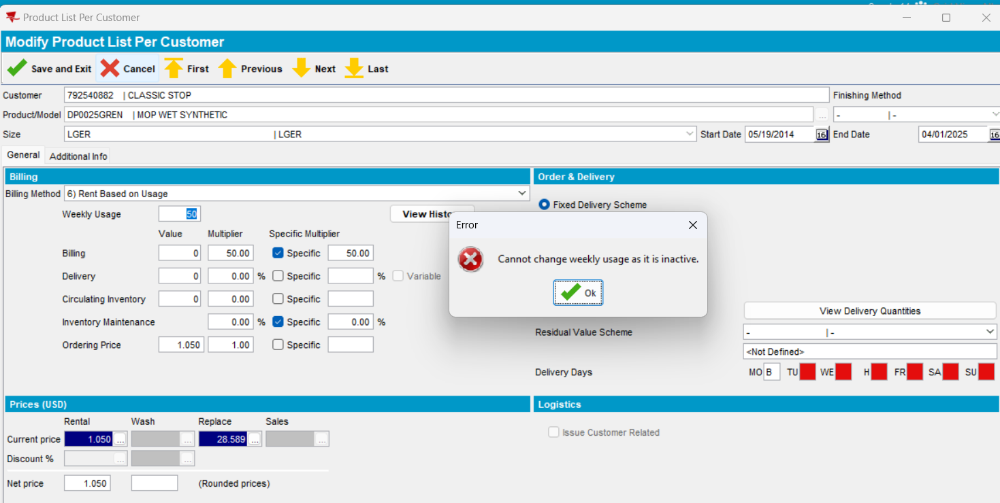 Product List Per Customer
Modify Product List Per Customer
Save and Exit Cancel First Previous Next Last
Customer 792540882 | CLASSIC STOP Finishing Method
Product/Model DP0025GREN | MOP WET SYNTHETIC ... - | -
Size LGER | LGER Start Date 05/19/2014 16 End Date 04/01/2025 16
General Additional Info
Billing Order & Delivery
Billing Method 6) Rent Based on Usage
Fixed Delivery Scheme
Weekly Usage 50 View Histo
Error
Value Multiplier Specific Multiplier
Billing 0 50.00 Specific 50.00
Cannot change weekly usage as it is inactive.
Delivery 0 0.00 % Specific % Variable
Ok
Circulating Inventory 0 0.00 Specific
View Delivery Quantities
Inventory Maintenance 0.00 % Specific 0.00 %
Residual Value Scheme - | -
Ordering Price 1.050 1.00 Specific
<Not Defined>
Delivery Days MO B TU WE H FR SA SU
Prices (USD) Logistics
Rental Wash Replace Sales
Issue Customer Related
Current price 1.050 ... ... 28.589 ... ...
Discount % ... ...
Net price 1.050 (Rounded prices)